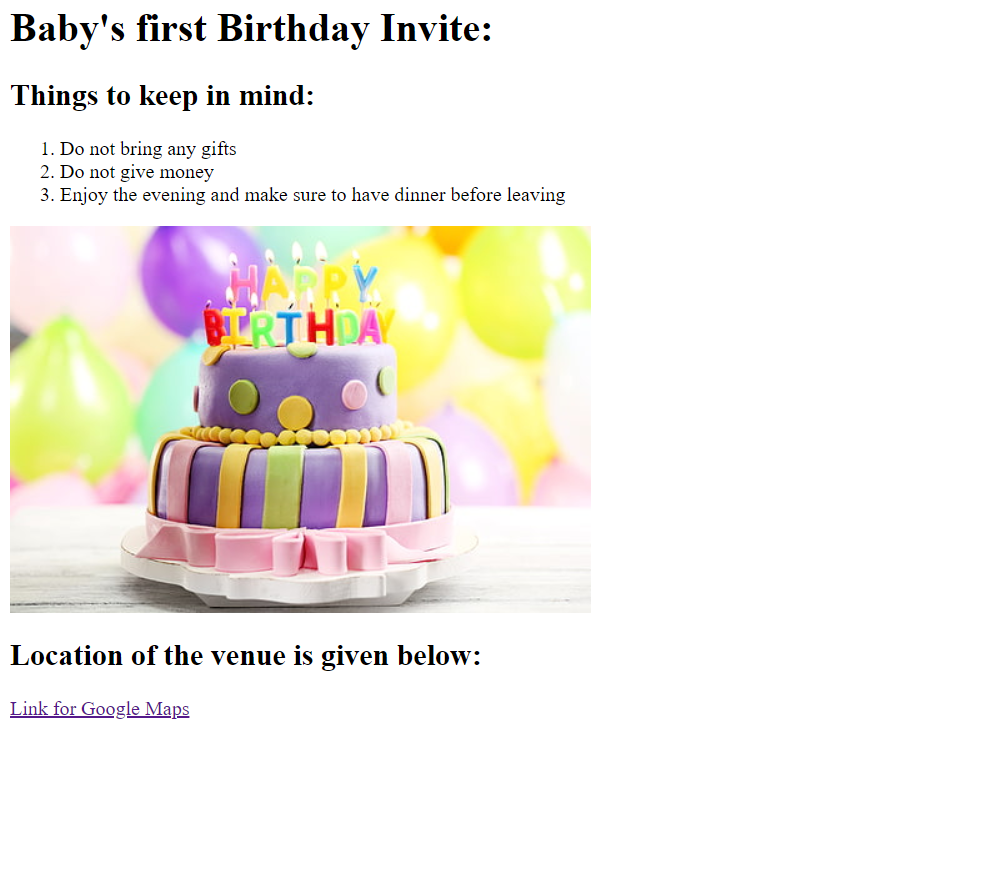 Baby's first Birthday Invite:
Things to keep in mind:
1. Do not bring any gifts
2. Do not give money
3. Enjoy the evening and make sure to have dinner before leaving
HAPPY
BIRTHDAY
Location of the venue is given below:
Link for Google Maps